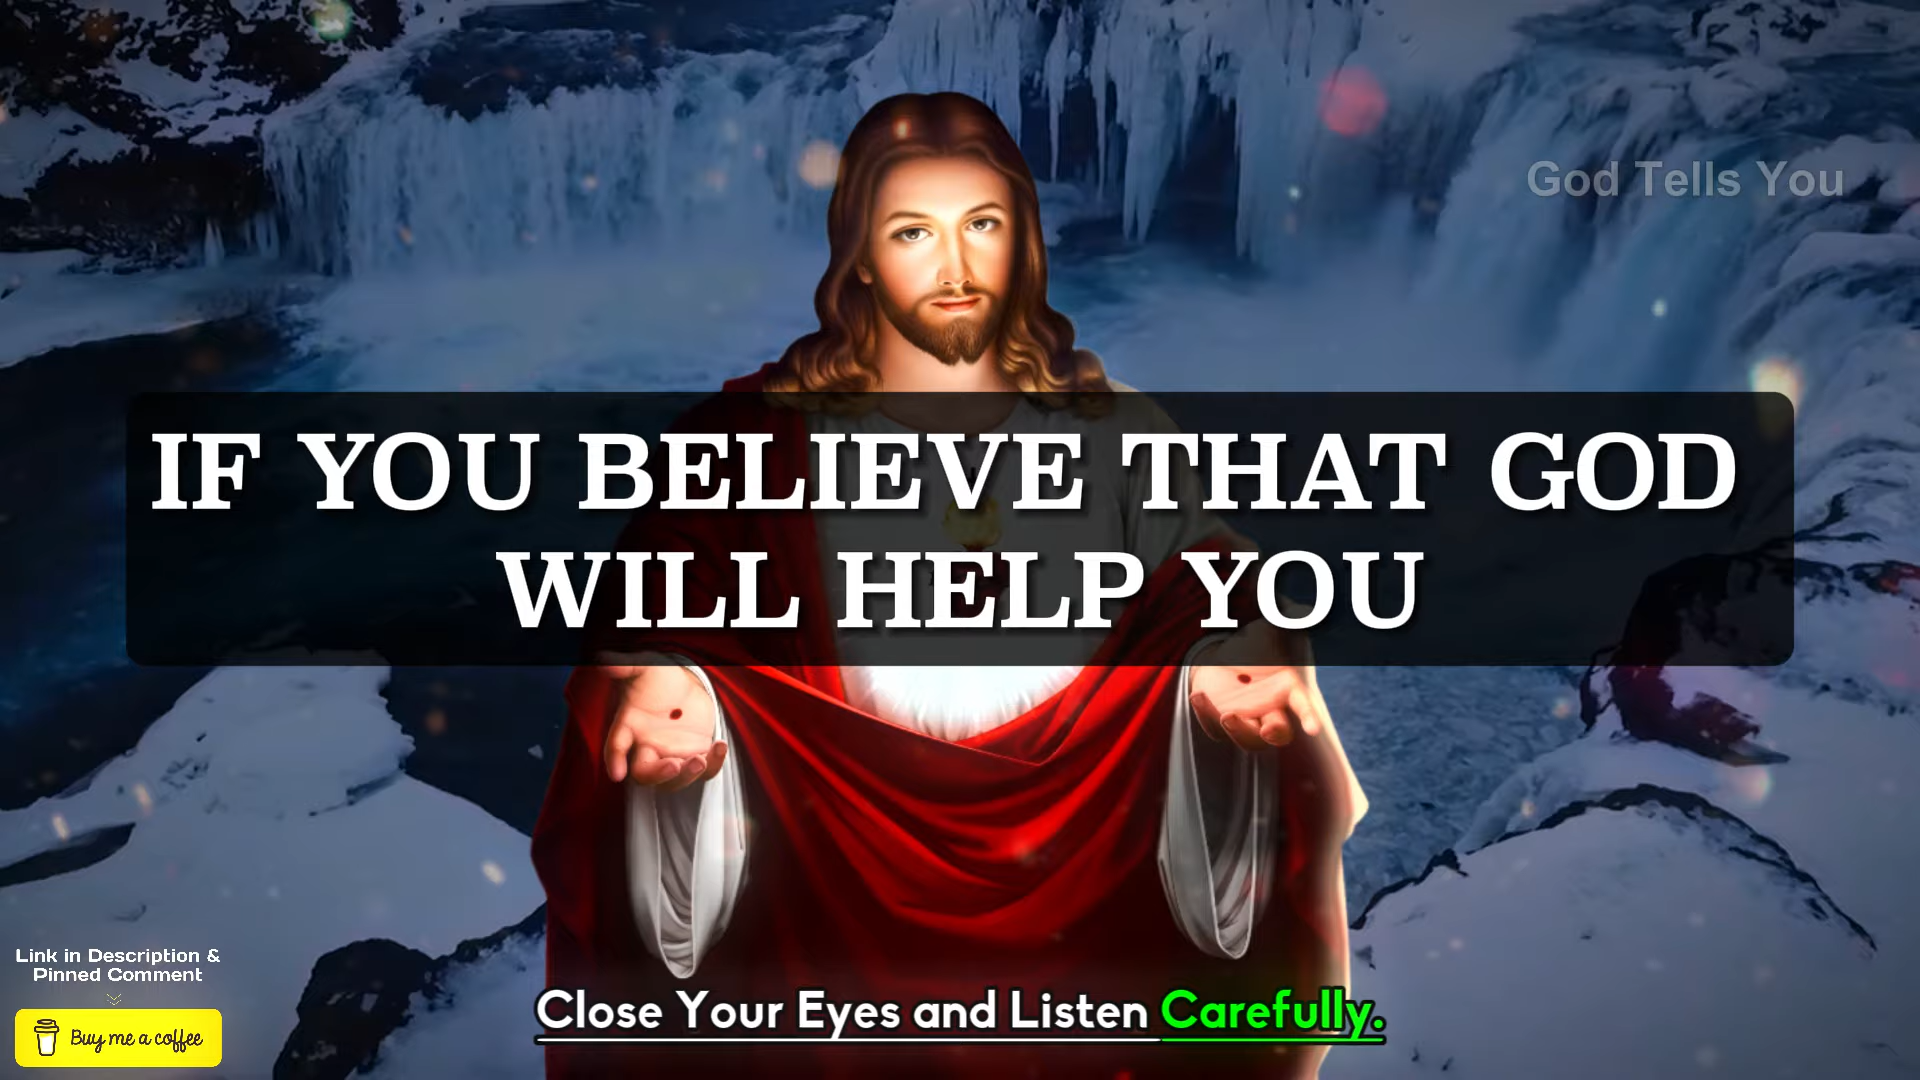 God Tells You
IF YOU BELIEVE THAT GOD
WILL HELP YOU
Link in Description &
Pinned Comment
Buy me a coffee
Close Your Eyes and Listen Carefully.